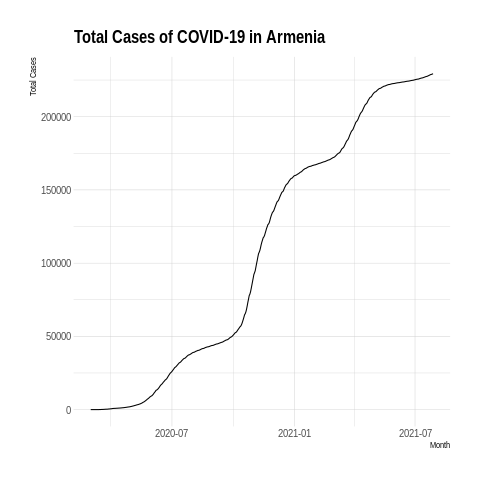 Total Cases of COVID-19 in Armenia
Total Cases
200000
150000
100000
50000
0
2020-07 2021-01 2021-07
Month